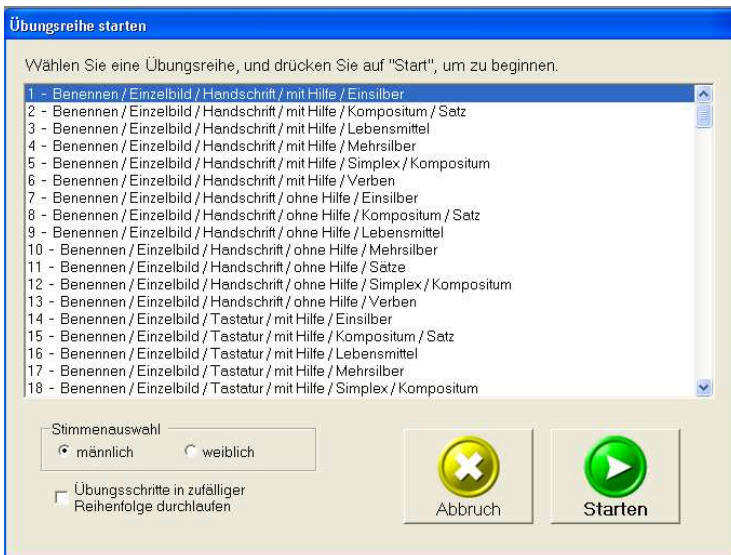 Übungsreihe starten
Wählen Sie eine Übungsreihe, und drücken Sie auf "Start", um zu beginnen.
1 - Benennen / Einzelbild / Handschrift / mit Hilfe / Einsilber
2 - Benennen / Einzelbild / Handschrift / mit Hilfe / Kompositum / Satz
3 - Benennen / Einzelbild / Handschrift / mit Hilfe / Lebensmittel
4 - Benennen / Einzelbild / Handschrift / mit Hilfe / Mehrsilber
5 - Benennen / Einzelbild / Handschrift / mit Hilfe / Simplex / Kompositum
6 - Benennen / Einzelbild / Handschrift / mit Hilfe / Verben
7 - Benennen / Einzelbild / Handschrift / ohne Hilfe / Einsilber
8 - Benennen / Einzelbild / Handschrift / ohne Hilfe / Kompositum / Satz
9 - Benennen / Einzelbild / Handschrift / ohne Hilfe / Lebensmittel
10 - Benennen / Einzelbild / Handschrift / ohne Hilfe / Mehrsilber
11 - Benennen / Einzelbild / Handschrift / ohne Hilfe / Sätze
12 - Benennen / Einzelbild / Handschrift / ohne Hilfe / Simplex / Kompositum
13 - Benennen / Einzelbild / Handschrift / ohne Hilfe / Verben
14 - Benennen / Einzelbild / Tastatur / mit Hilfe / Einsilber
15 - Benennen / Einzelbild / Tastatur / mit Hilfe / Kompositum / Satz
16 - Benennen / Einzelbild / Tastatur / mit Hilfe / Lebensmittel
17 - Benennen / Einzelbild / Tastatur / mit Hilfe / Mehrsilber
18 - Benennen / Einzelbild / Tastatur / mit Hilfe / Simplex / Kompositum
Stimmenauswahl
männlich weiblich
Übungsschritte in zufälliger
Reihenfolge durchlaufen
Abbruch Starten